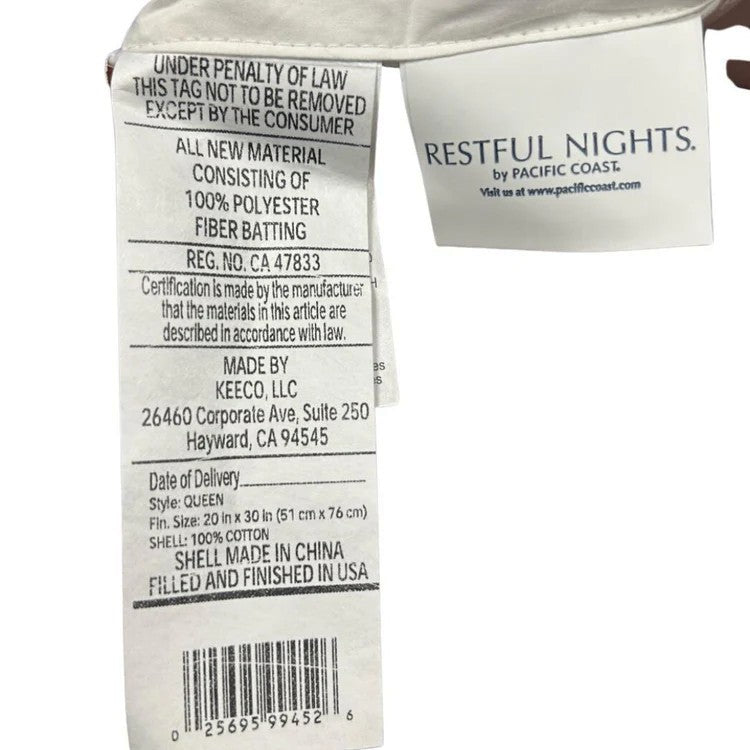 UNDER PENALTY OF LAW
THIS TAG NOT TO BE REMOVED
EXCEPT BY THE CONSUMER
ALL NEW MATERIAL
CONSISTING OF
100% POLYESTER
FIBER BATTING
REG. NO. CA 47833
Certification is made by the manufacturer
that the materials in this article are
described in accordance with law.
MADE BY
KEECO, LLC
26460 Corporate Ave, Suite 250
Hayward, CA 94545
Date of Delivery
Style: QUEEN
Fin. Size: 20 in x 30 in (51 cm x 76 cm)
SHELL: 100% COTTON
SHELL MADE IN CHINA
FILLED AND FINISHED IN USA
0 25695 99452 6
RESTFUL NIGHTS.
by PACIFIC COAST.
Visit us at www.pacificcoast.com